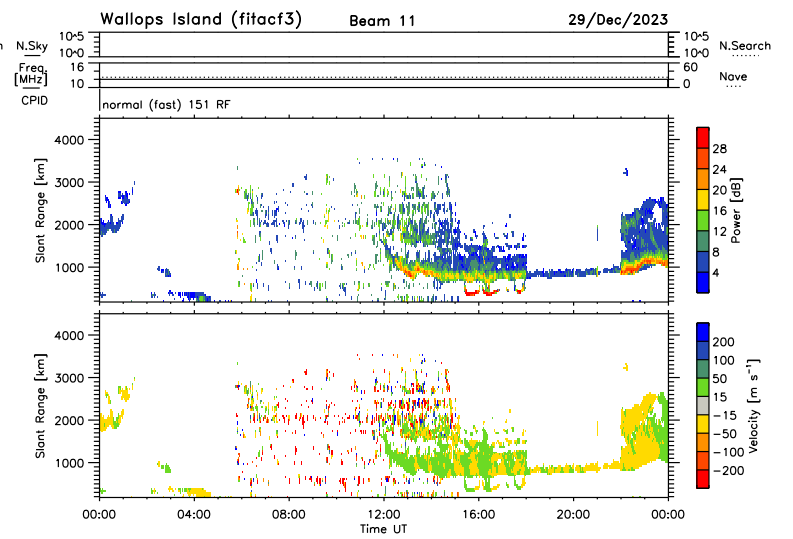 Wallops Island (fitacf3) Beam 11 29/Dec/2023
n N.Sky 10^5 10^5 N.Search
10^0 10^0
Freq. 16 60
[MHz] 10 0 Nave
CPID normal (fast) 151 RF
4000
3000
2000
1000
Slant Range [km]
28
24
20
16
12
8
4
Power [dB]
4000
3000
2000
1000
Slant Range [km]
200
100
50
15
-15
-50
-100
-200
Velocity [m s⁻¹]
00:00 04:00 08:00 12:00 16:00 20:00 00:00
Time UT